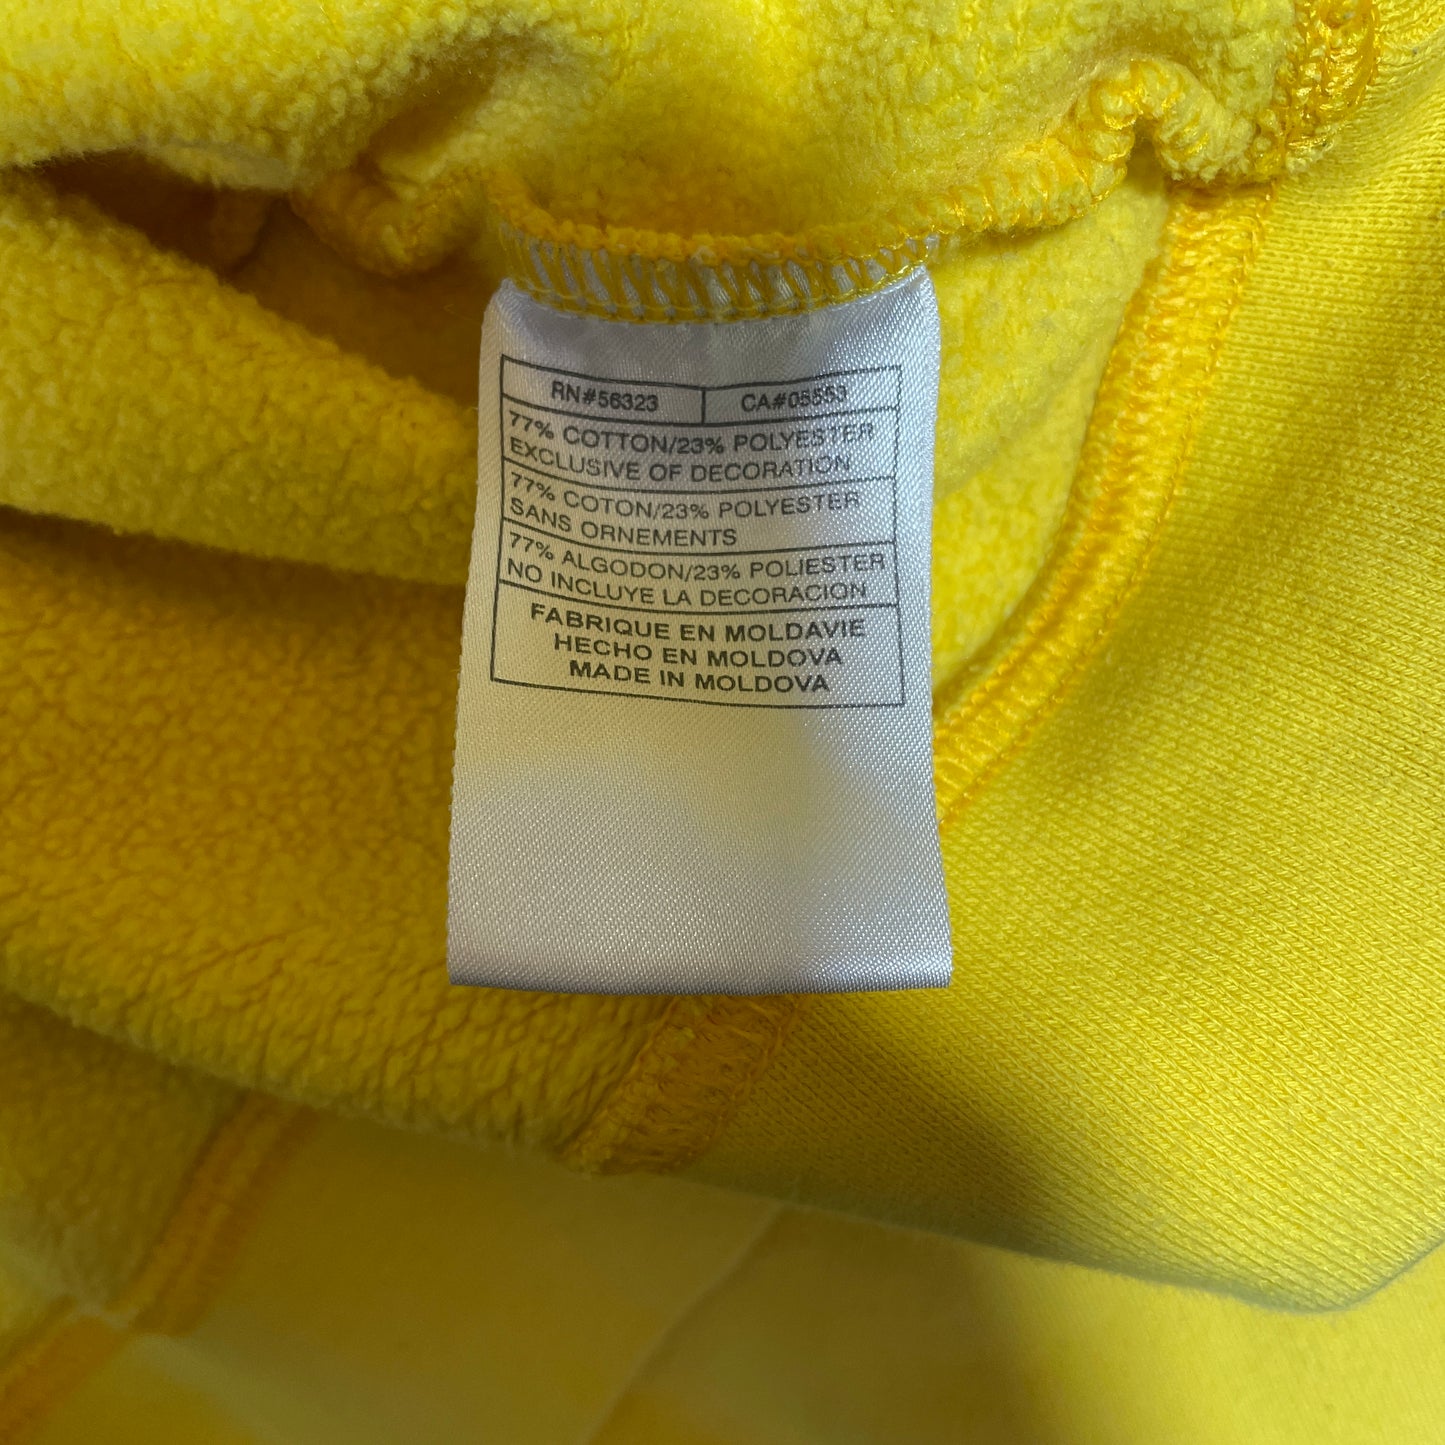 RN#56323 CA#05553
77% COTTON/23% POLYESTER
EXCLUSIVE OF DECORATION
77% COTON/23% POLYESTER
SANS ORNEMENTS
77% ALGODON/23% POLIESTER
NO INCLUYE LA DECORACION
FABRIQUE EN MOLDAVIE
HECHO EN MOLDOVA
MADE IN MOLDOVA